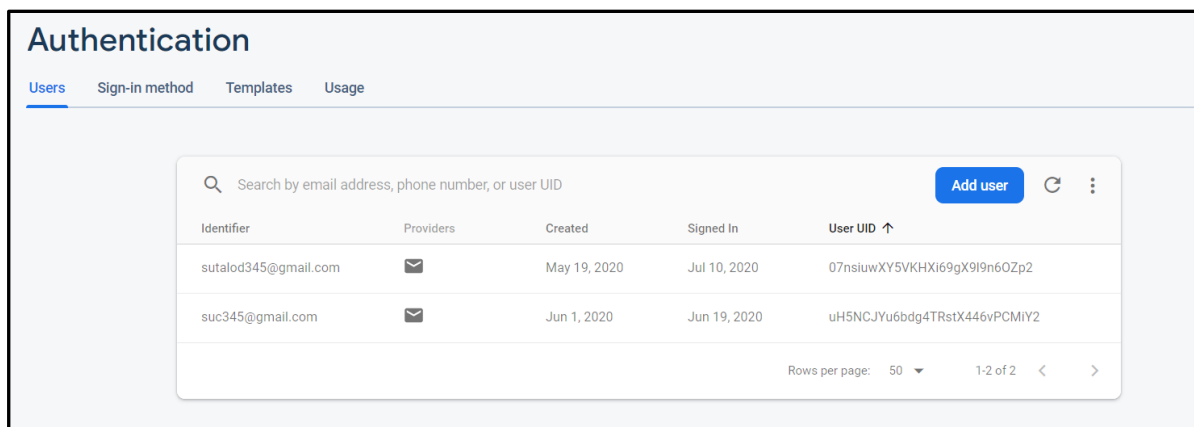 Authentication
Users Sign-in method Templates Usage
Search by email address, phone number, or user UID Add user
Identifier Providers Created Signed In User UID ↑
sutalod345@gmail.com May 19, 2020 Jul 10, 2020 07nsiuwXY5VKHXi69gX9l9n6OZp2
suc345@gmail.com Jun 1, 2020 Jun 19, 2020 uH5NCJYu6bdg4TRstX446vPCMiY2
Rows per page: 50 1-2 of 2